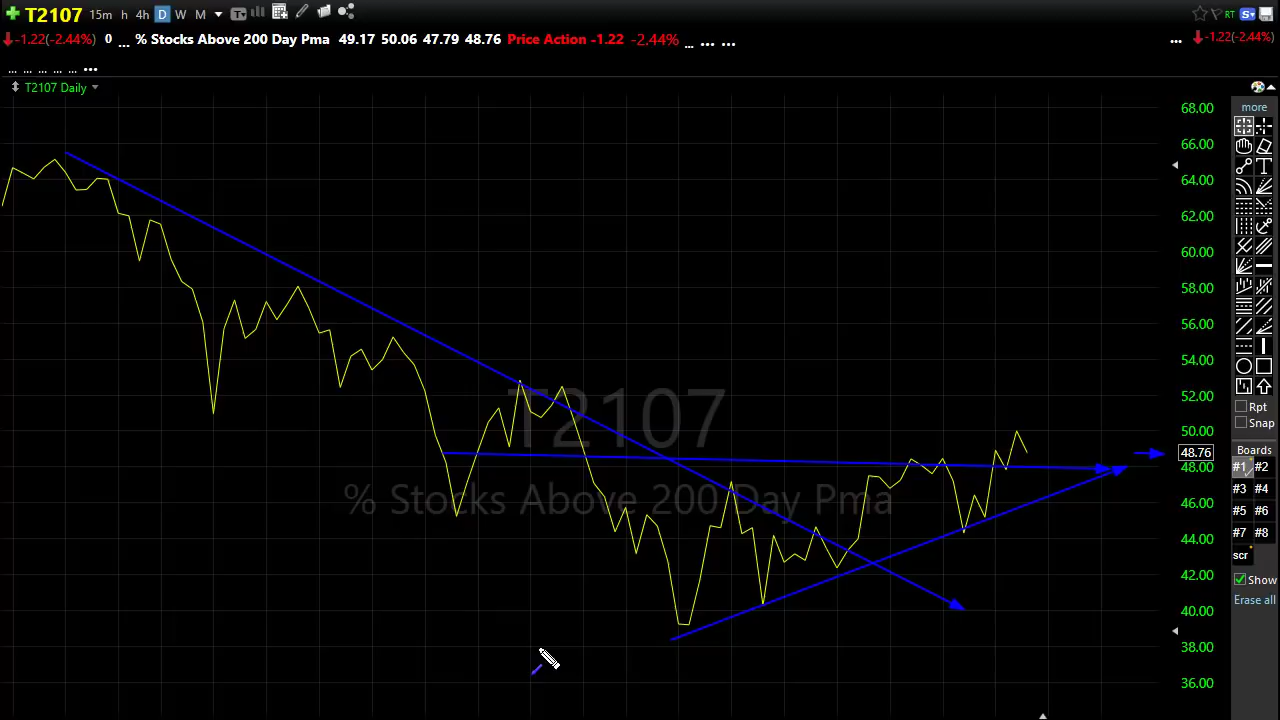 T2107 15m h 4h D W M RT S
-1.22(-2.44%) 0 ... % Stocks Above 200 Day Pma 49.17 50.06 47.79 48.76 Price Action -1.22 -2.44% ... ... ... ... -1.22(-2.44%)
... ... ... ... ... ...
T2107 Daily
more
68.00
66.00
64.00
62.00
60.00
58.00
56.00
54.00
52.00
50.00
48.76
48.00
46.00
44.00
42.00
40.00
38.00
36.00
T2107
% Stocks Above 200 Day Pma
Rpt
Snap
Boards
#1 #2
#3 #4
#5 #6
#7 #8
scr
Show
Erase all